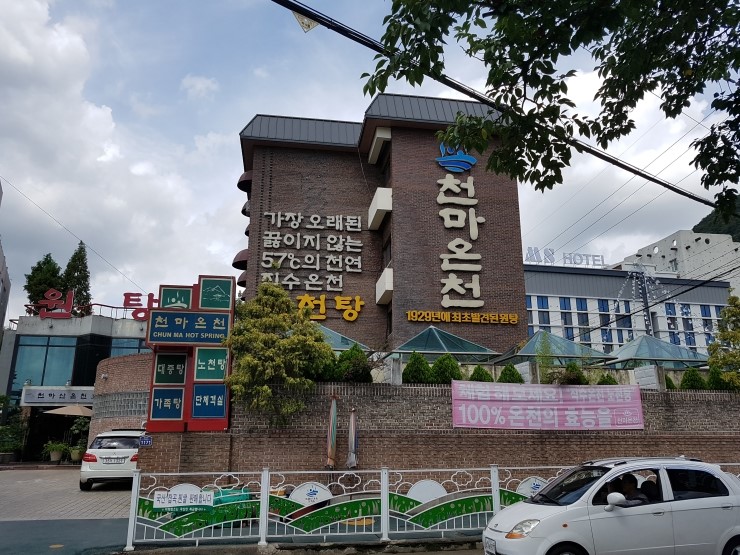 가장 오래된
끓이지 않는
57℃의 천연
직수 온천
천탕
천마온천
1929년에 최초발견된원탕
MS HOTEL
원탕
천마온천
CHUN MA HOT SPRING
대중탕
노천탕
가족탕
단체객실
100% 온천의 효능을